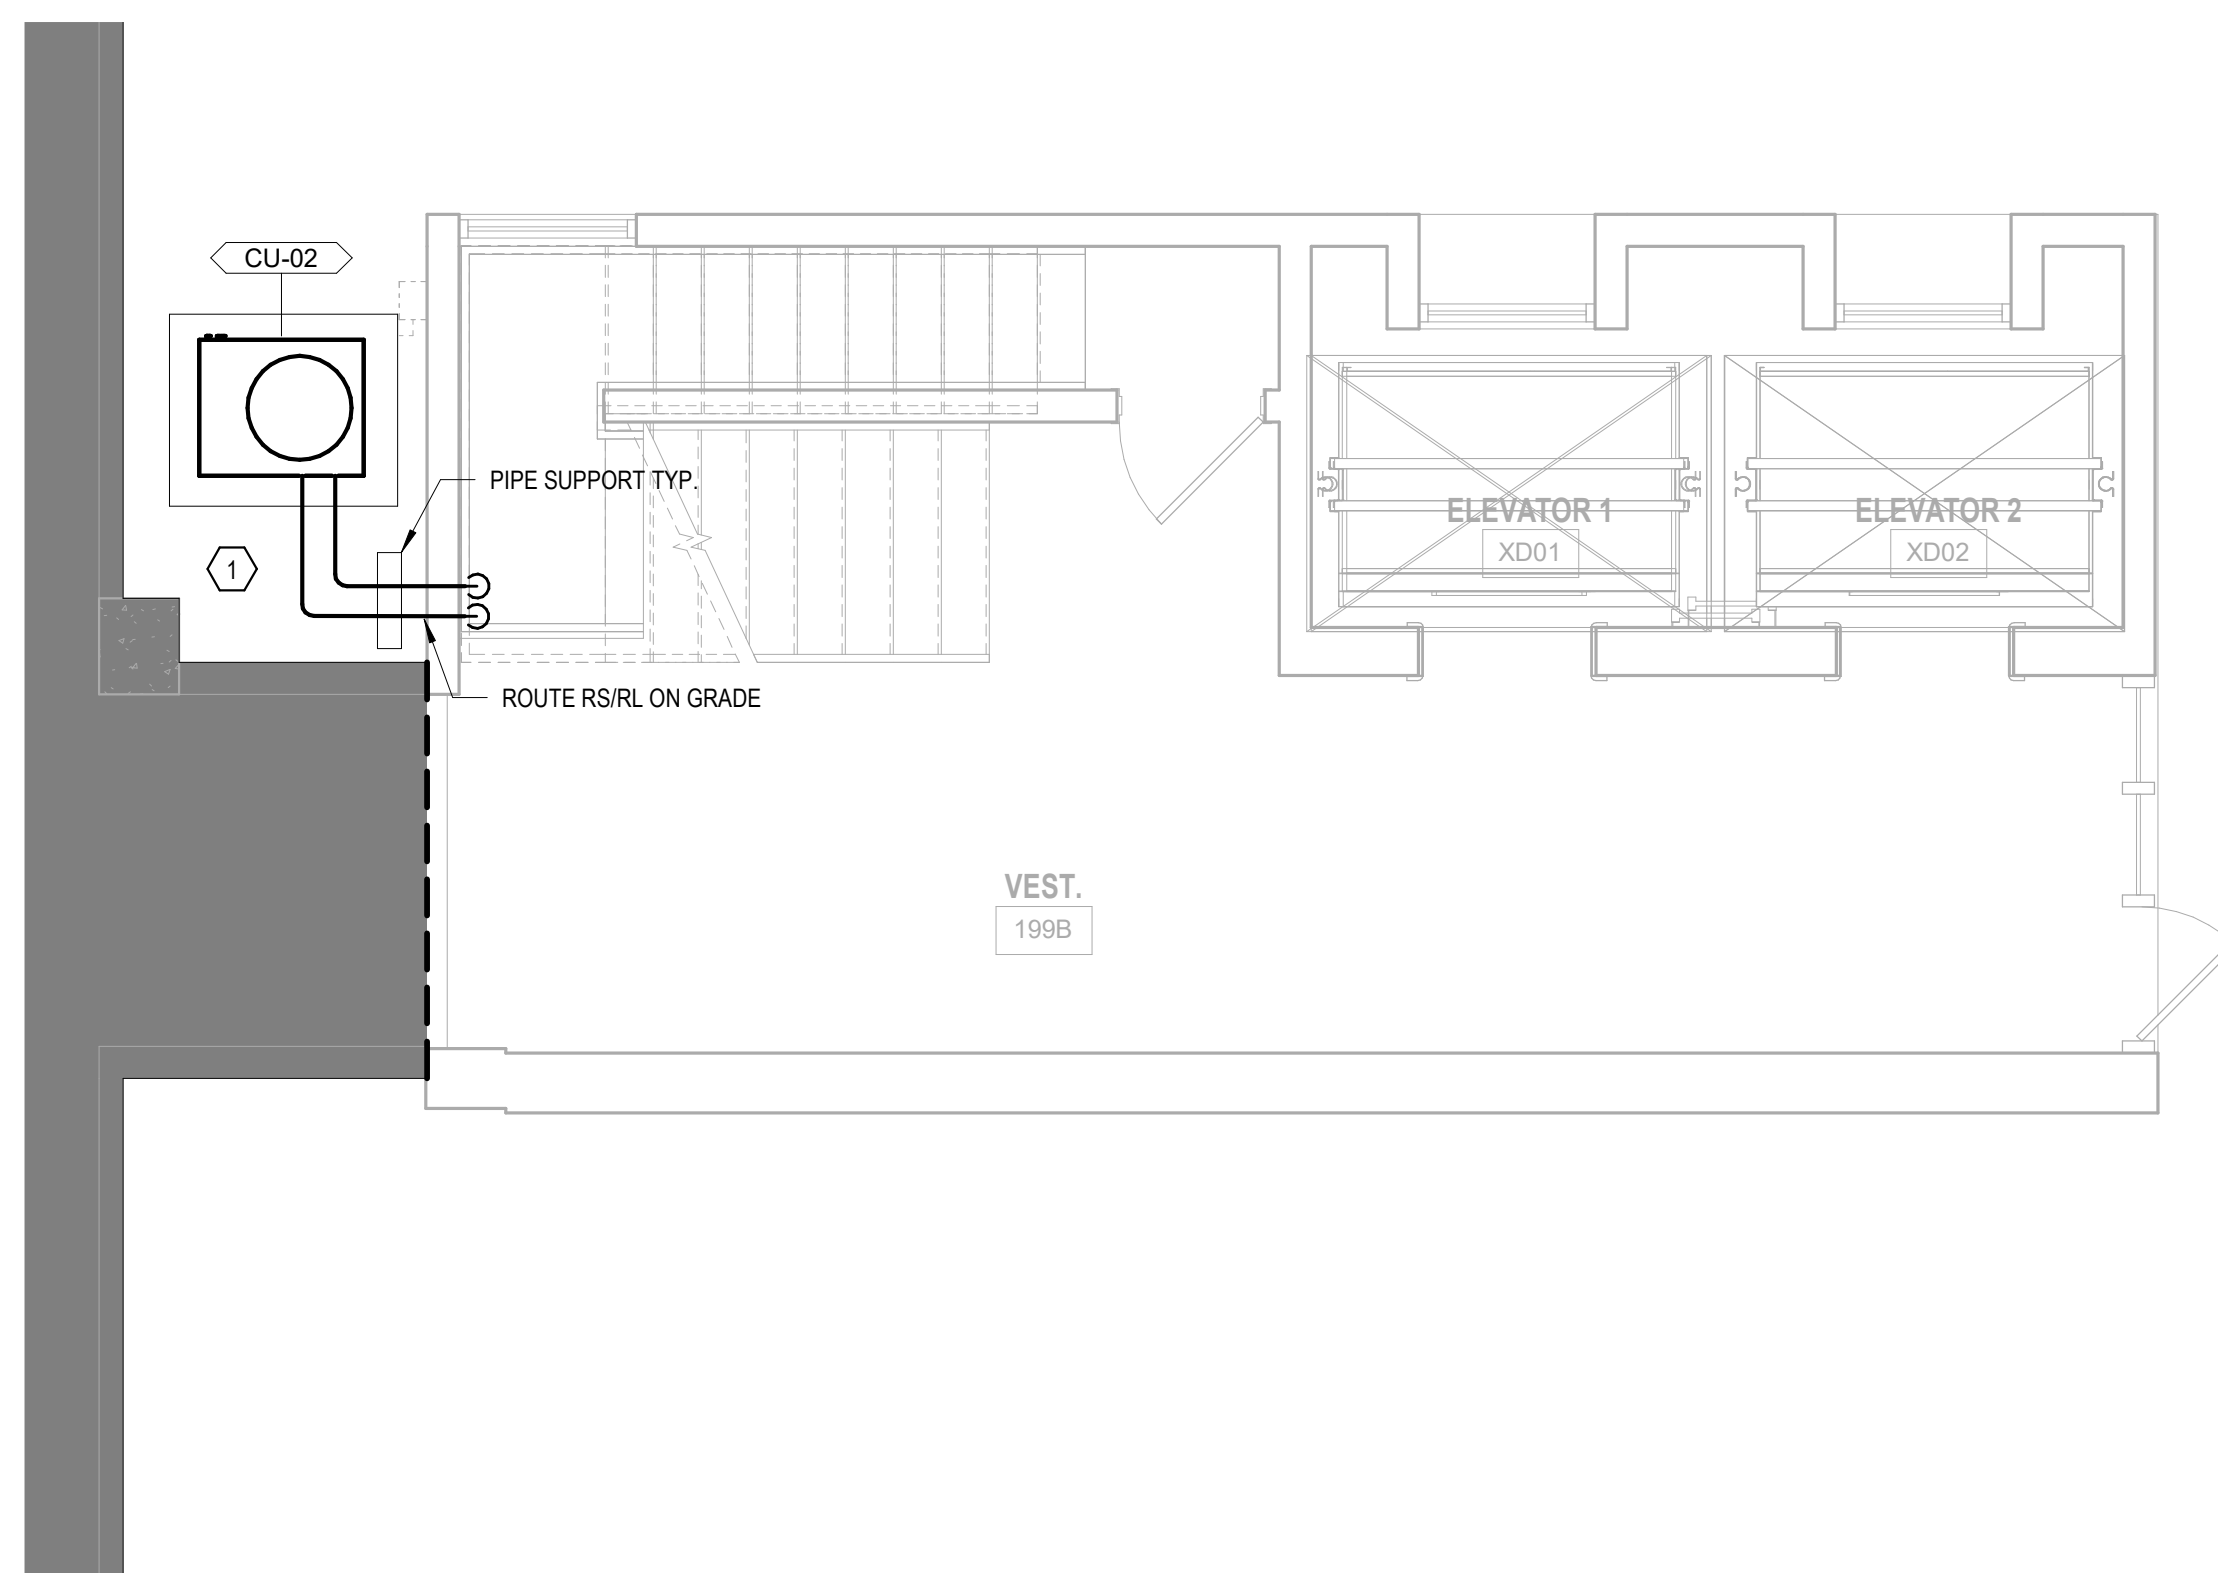 CU-02
PIPE SUPPORT TYP.
ELEVATOR 1
ELEVATOR 2
XD01
XD02
1
ROUTE RS/RL ON GRADE
VEST.
199B